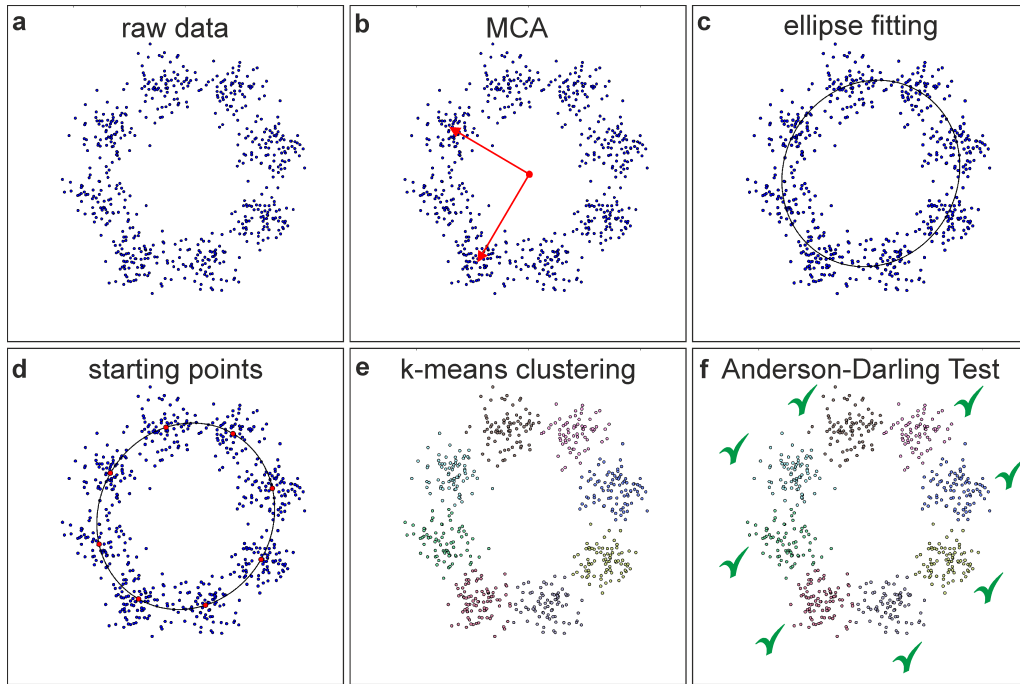 a raw data
b MCA
c ellipse fitting
d starting points
e k-means clustering
f Anderson-Darling Test